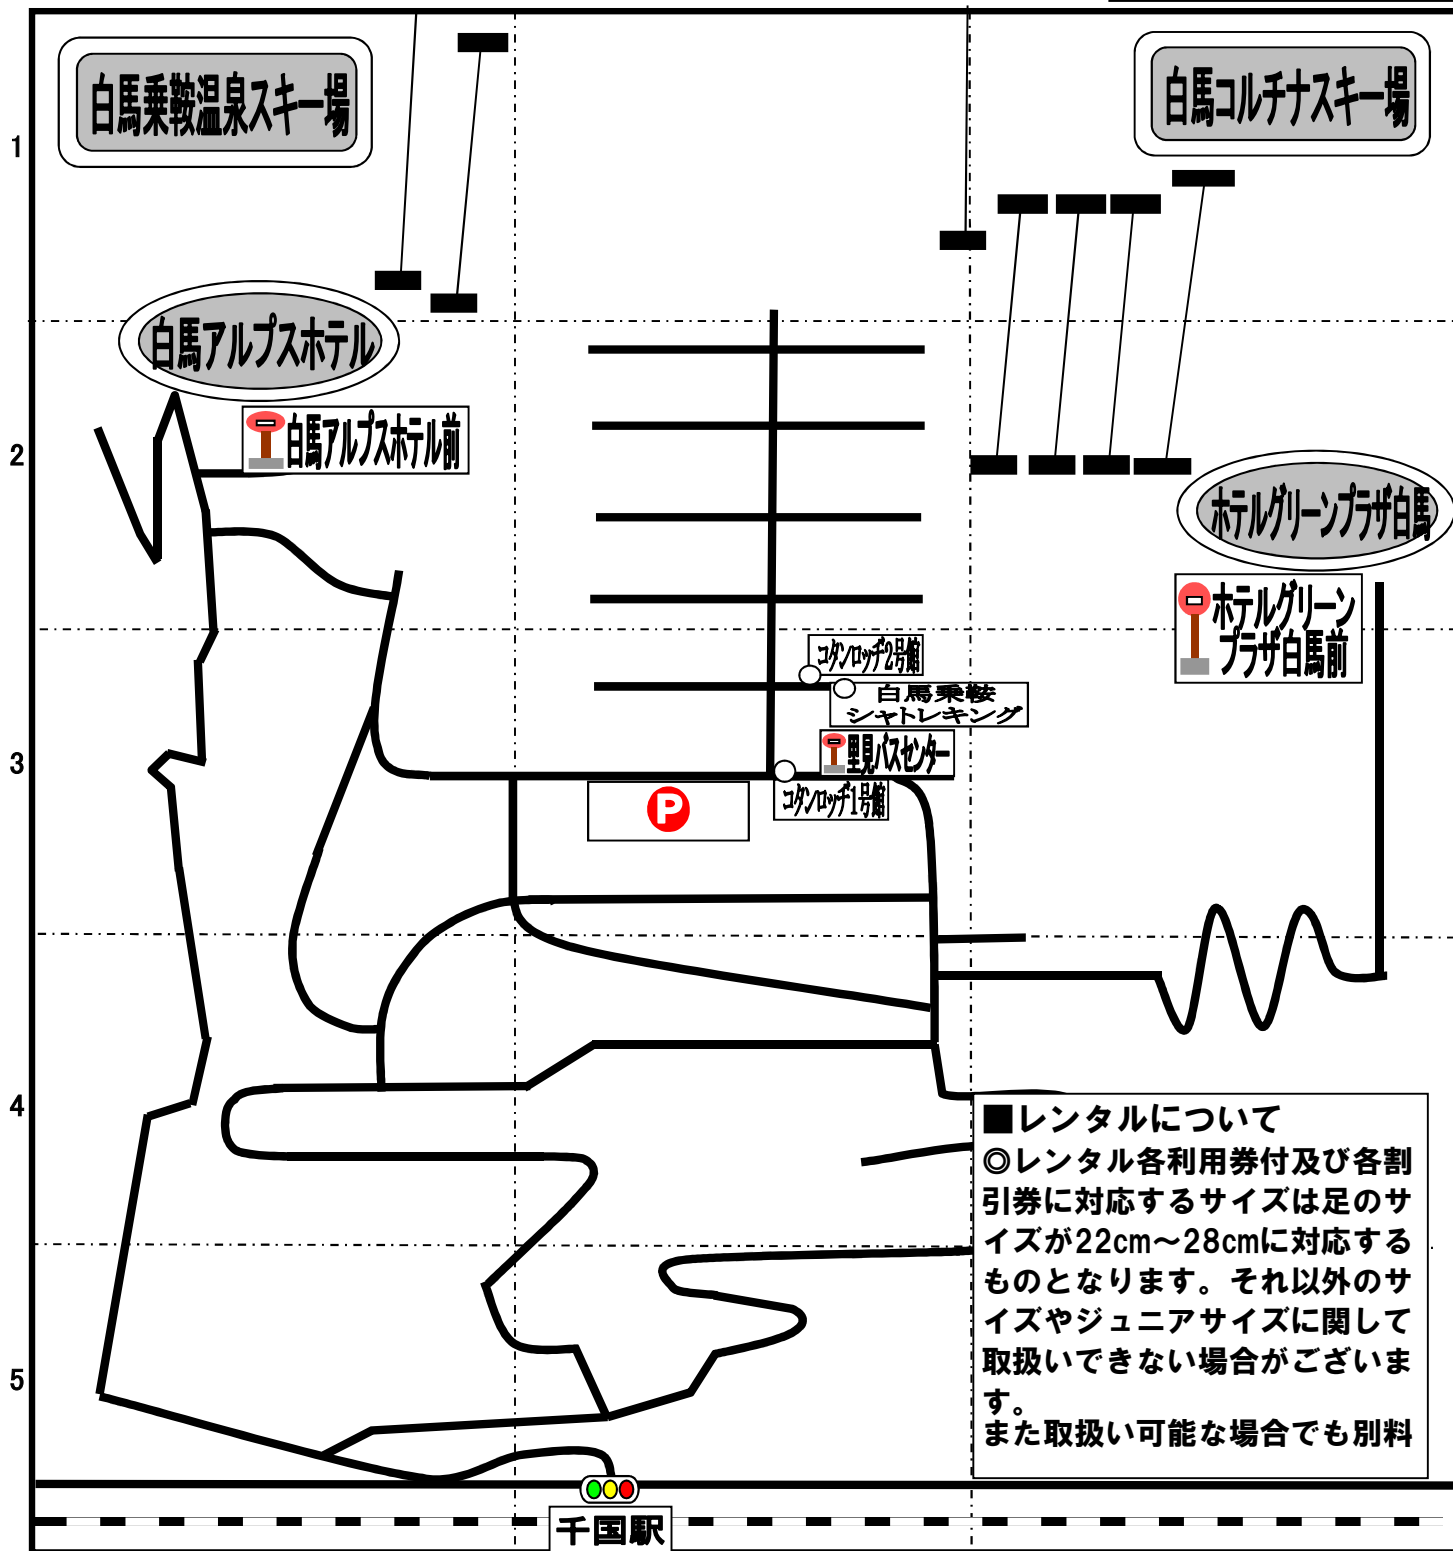 白馬乗鞍温泉スキー場
白馬コルチナスキー場
1
白馬アルプスホテル
白馬アルプスホテル前
2
ホテルグリーンプラザ白馬
ホテルグリーン
プラザ白馬前
コタンロッヂ2号館
白馬乗鞍
シャトレキング
3
里見バスセンター
コタンロッヂ1号館
P
4
■レンタルについて
◎レンタル各利用券付及び各割
引券に対応するサイズは足のサ
イズが22cm～28cmに対応する
ものとなります。それ以外のサ
イズやジュニアサイズに関して
取扱いできない場合がございま
す。
また取扱い可能な場合でも別料
5
千国駅